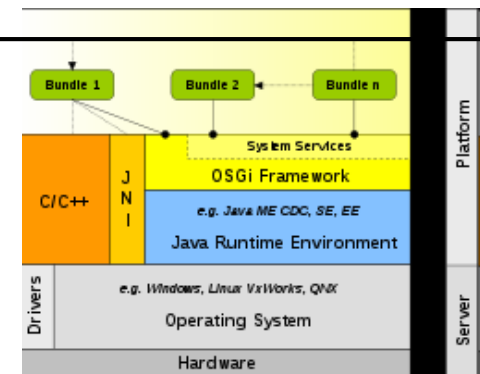 Bundle 1
Bundle 2
Bundle n
System Services
OSGi Framework
C/C++
J
N
I
e.g. Java ME CDC, SE, EE
Java Runtime Environment
Platform
Drivers
e.g. Windows, Linux VxWorks, QNX
Operating System
Server
Hardware